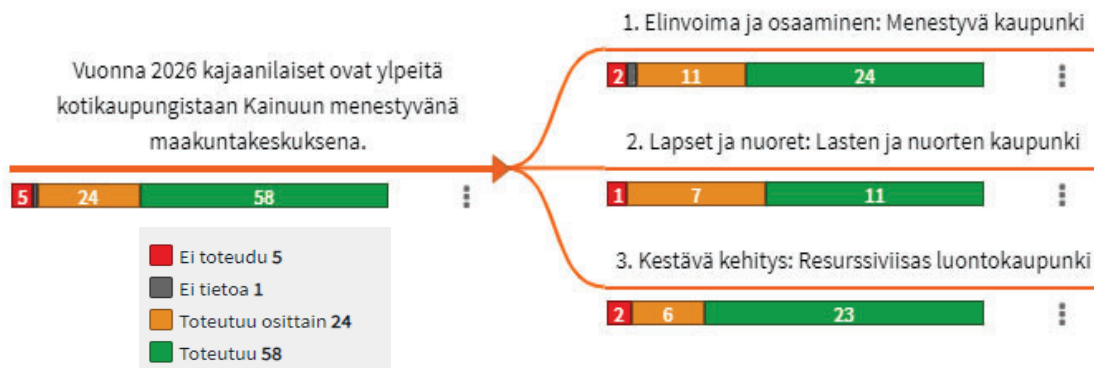 Vuonna 2026 kajaanilaiset ovat ylpeitä
kotikaupungistaan Kainuun menestyvänä
maakuntakeskuksena.
5 24 58
Ei toteudu 5
Ei tietoa 1
Toteutuu osittain 24
Toteutuu 58
1. Elinvoima ja osaaminen: Menestyvä kaupunki
2 11 24
2. Lapset ja nuoret: Lasten ja nuorten kaupunki
1 7 11
3. Kestävä kehitys: Resurssiviisas luontokaupunki
2 6 23